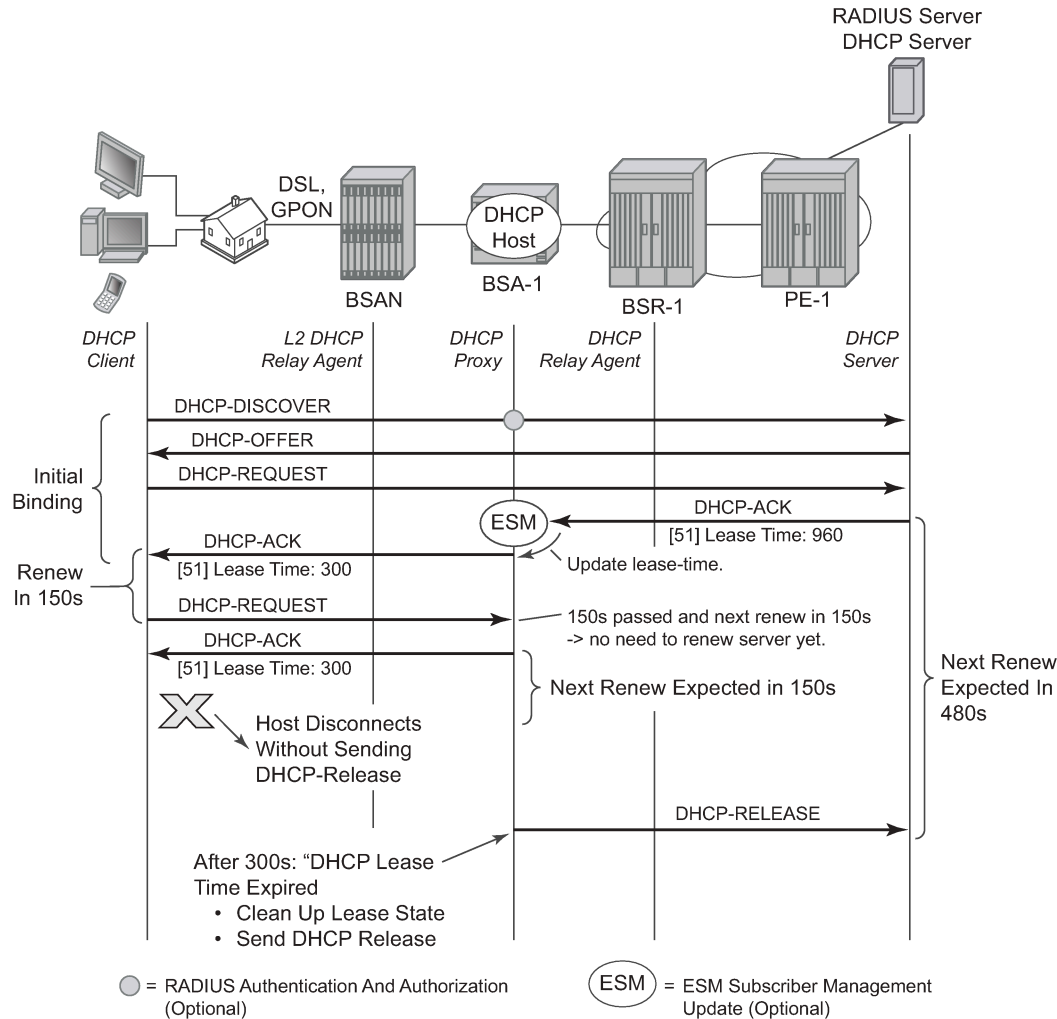 RADIUS Server
DHCP Server
DSL,
GPON
DHCP
Host
BSAN
BSA-1
BSR-1
PE-1
DHCP
Client
L2 DHCP
Relay Agent
DHCP
Proxy
DHCP
Relay Agent
DHCP
Server
DHCP-DISCOVER
DHCP-OFFER
Initial
Binding
DHCP-REQUEST
DHCP-ACK
ESM
[51] Lease Time: 960
DHCP-ACK
[51] Lease Time: 300
Update lease-time.
Renew
In 150s
DHCP-REQUEST
150s passed and next renew in 150s
-> no need to renew server yet.
DHCP-ACK
[51] Lease Time: 300
Next Renew Expected in 150s
Next Renew
Expected In
480s
Host Disconnects
Without Sending
DHCP-Release
DHCP-RELEASE
After 300s: “DHCP Lease
Time Expired
• Clean Up Lease State
• Send DHCP Release
= RADIUS Authentication And Authorization
(Optional)
ESM
= ESM Subscriber Management
Update (Optional)